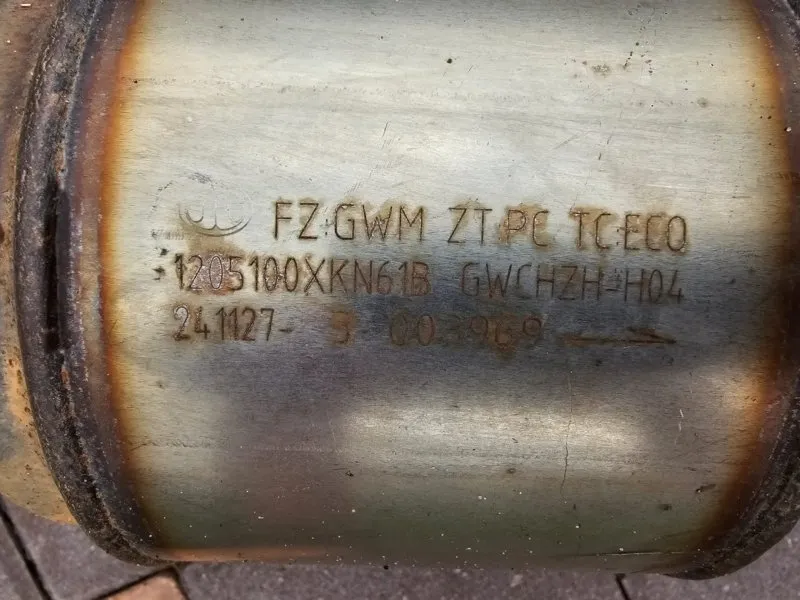 FZ:GWM ZT:PC TC:ECO
1205100XKN61B GWCHZH-H04
241127- B 003969